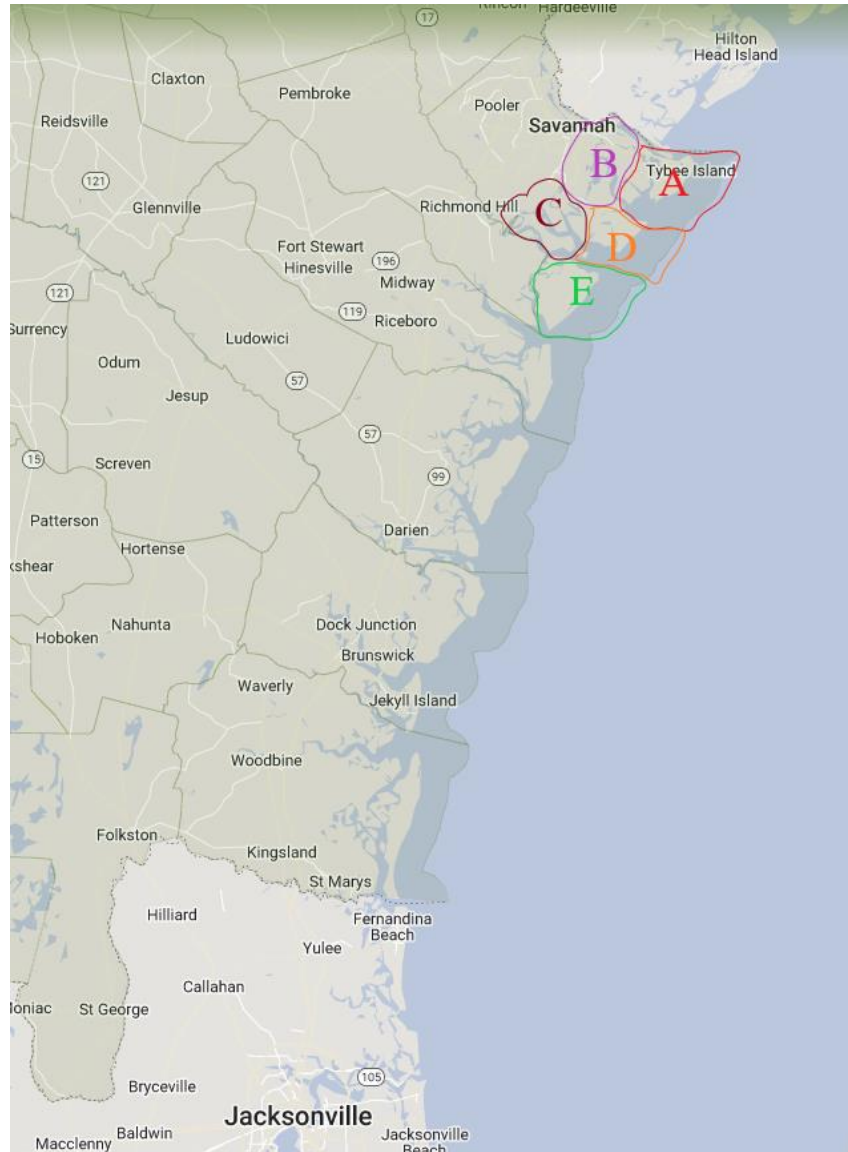 Hardeeville
17
Hilton
Head Island
Claxton
Pembroke
Pooler
Reidsville
Savannah
B
Tybee Island
A
121
Glennville
Richmond Hill
C
D
Fort Stewart
Hinesville
196
Midway
E
121
119
Riceboro
Surrency
Ludowici
Odum
57
Jesup
57
15
Screven
99
Patterson
Darien
Hortense
kshear
Nahunta
Dock Junction
Hoboken
Brunswick
Waverly
Jekyll Island
Woodbine
Folkston
Kingsland
St Marys
Hilliard
Fernandina
Beach
Yulee
Callahan
Moniac
St George
105
Bryceville
Jacksonville
Baldwin
Macclenny
Jacksonville
Beach